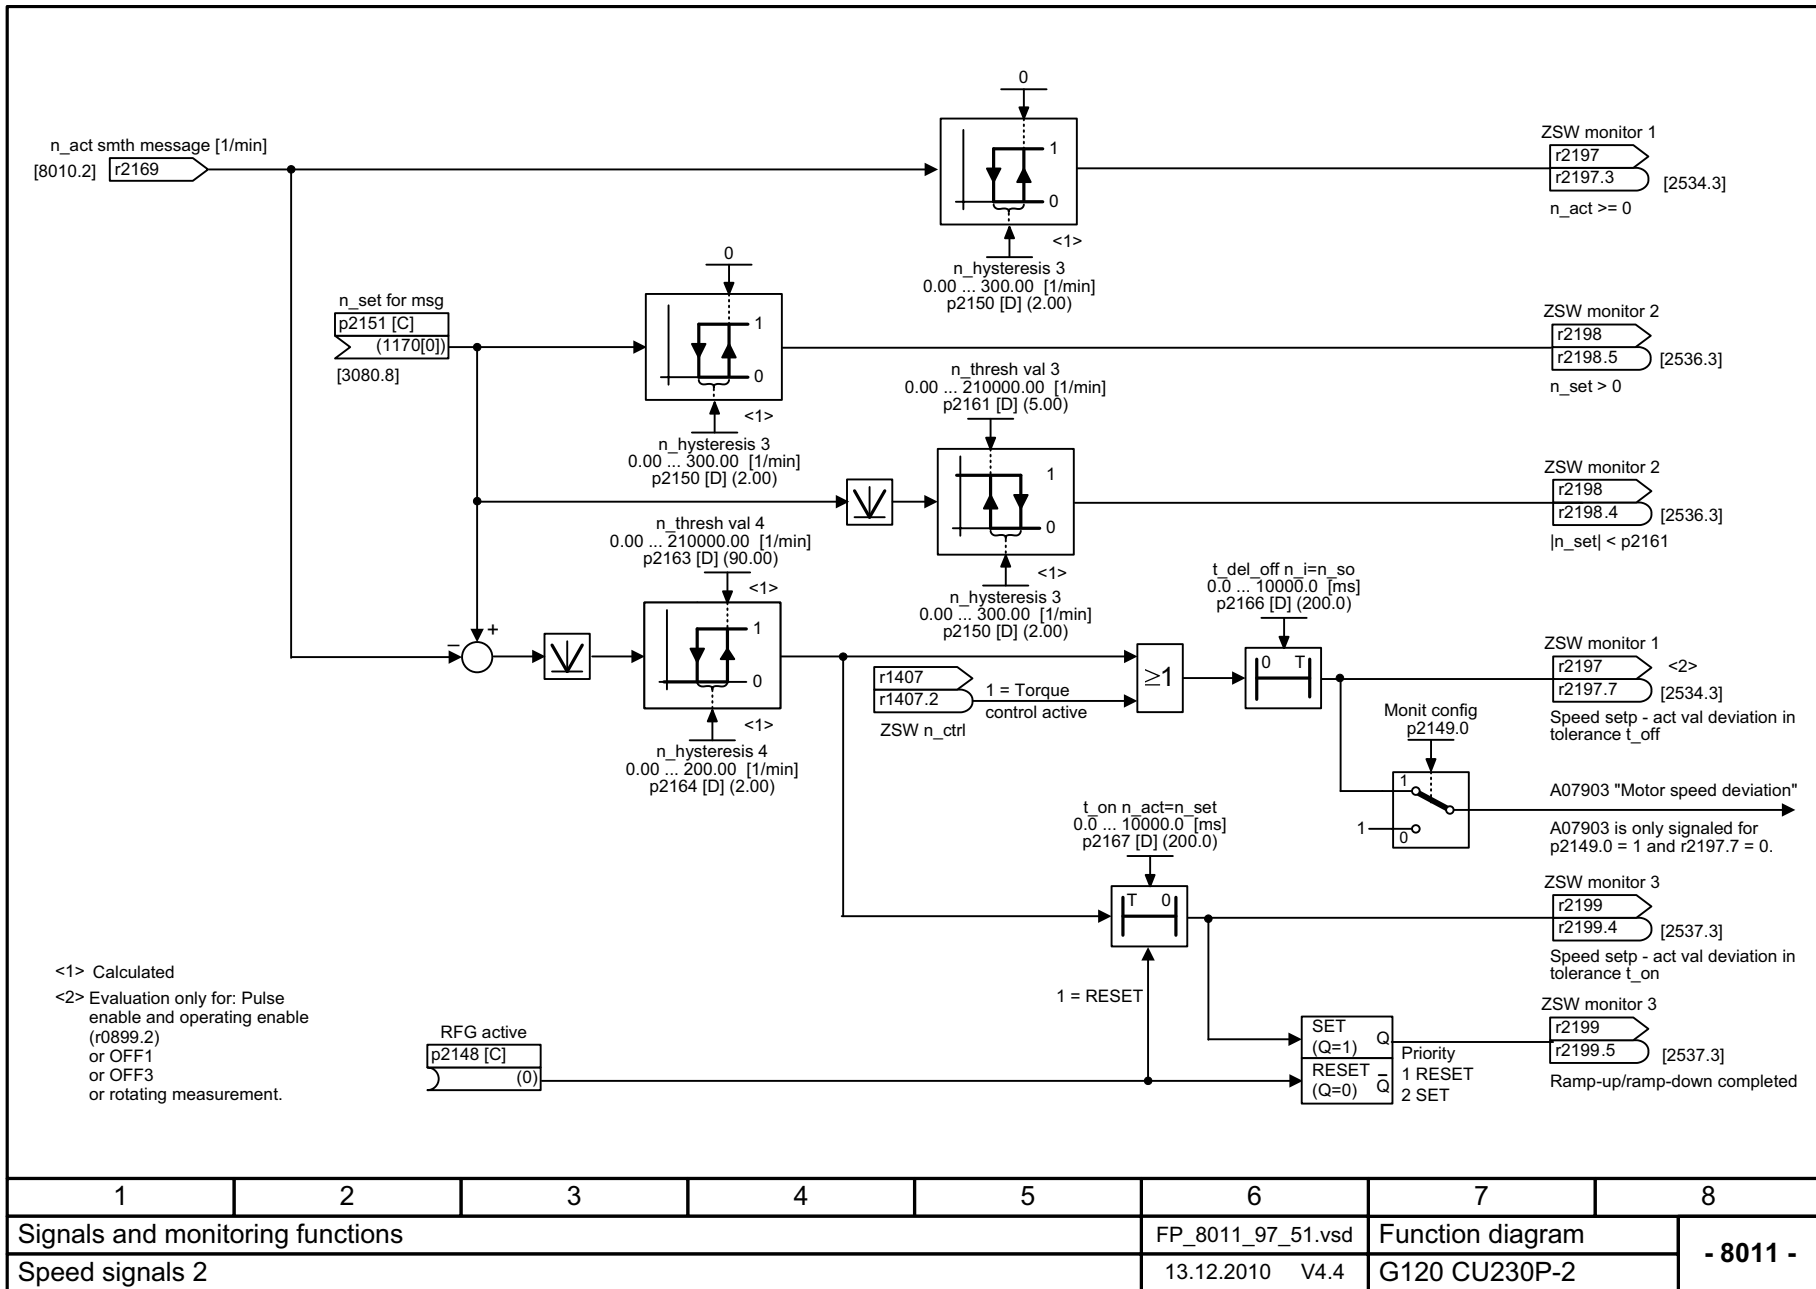 0
n_act smth message [1/min]
[8010.2]
r2169
1
0
<1>
n_hysteresis 3
0.00 ... 300.00 [1/min]
p2150 [D] (2.00)
ZSW monitor 1
r2197
r2197.3
[2534.3]
n_act >= 0
0
n_set for msg
p2151 [C]
(1170[0])
[3080.8]
1
0
<1>
n_hysteresis 3
0.00 ... 300.00 [1/min]
p2150 [D] (2.00)
ZSW monitor 2
r2198
r2198.5
[2536.3]
n_set > 0
n_thresh val 3
0.00 ... 210000.00 [1/min]
p2161 [D] (5.00)
1
0
<1>
n_hysteresis 3
0.00 ... 300.00 [1/min]
p2150 [D] (2.00)
ZSW monitor 2
r2198
r2198.4
[2536.3]
|n_set| < p2161
n_thresh val 4
0.00 ... 210000.00 [1/min]
p2163 [D] (90.00)
<1>
+
–
1
0
<1>
n_hysteresis 4
0.00 ... 200.00 [1/min]
p2164 [D] (2.00)
r1407
r1407.2
ZSW n_ctrl
1 = Torque
control active
≥1
t_del_off n_i=n_so
0.0 ... 10000.0 [ms]
p2166 [D] (200.0)
0 T
ZSW monitor 1
r2197
<2>
r2197.7
[2534.3]
Speed setp - act val deviation in
tolerance t_off
Monit config
p2149.0
1
1
0
A07903 "Motor speed deviation"
A07903 is only signaled for
p2149.0 = 1 and r2197.7 = 0.
t_on n_act=n_set
0.0 ... 10000.0 [ms]
p2167 [D] (200.0)
T 0
1 = RESET
ZSW monitor 3
r2199
r2199.4
[2537.3]
Speed setp - act val deviation in
tolerance t_on
<1> Calculated
<2> Evaluation only for: Pulse
enable and operating enable
(r0899.2)
or OFF1
or OFF3
or rotating measurement.
RFG active
p2148 [C]
(0)
SET
(Q=1)
Q
RESET
(Q=0)
Q̅
Priority
1 RESET
2 SET
ZSW monitor 3
r2199
r2199.5
[2537.3]
Ramp-up/ramp-down completed
1 2 3 4 5 6 7 8
Signals and monitoring functions
FP_8011_97_51.vsd
Function diagram
- 8011 -
Speed signals 2
13.12.2010 V4.4
G120 CU230P-2